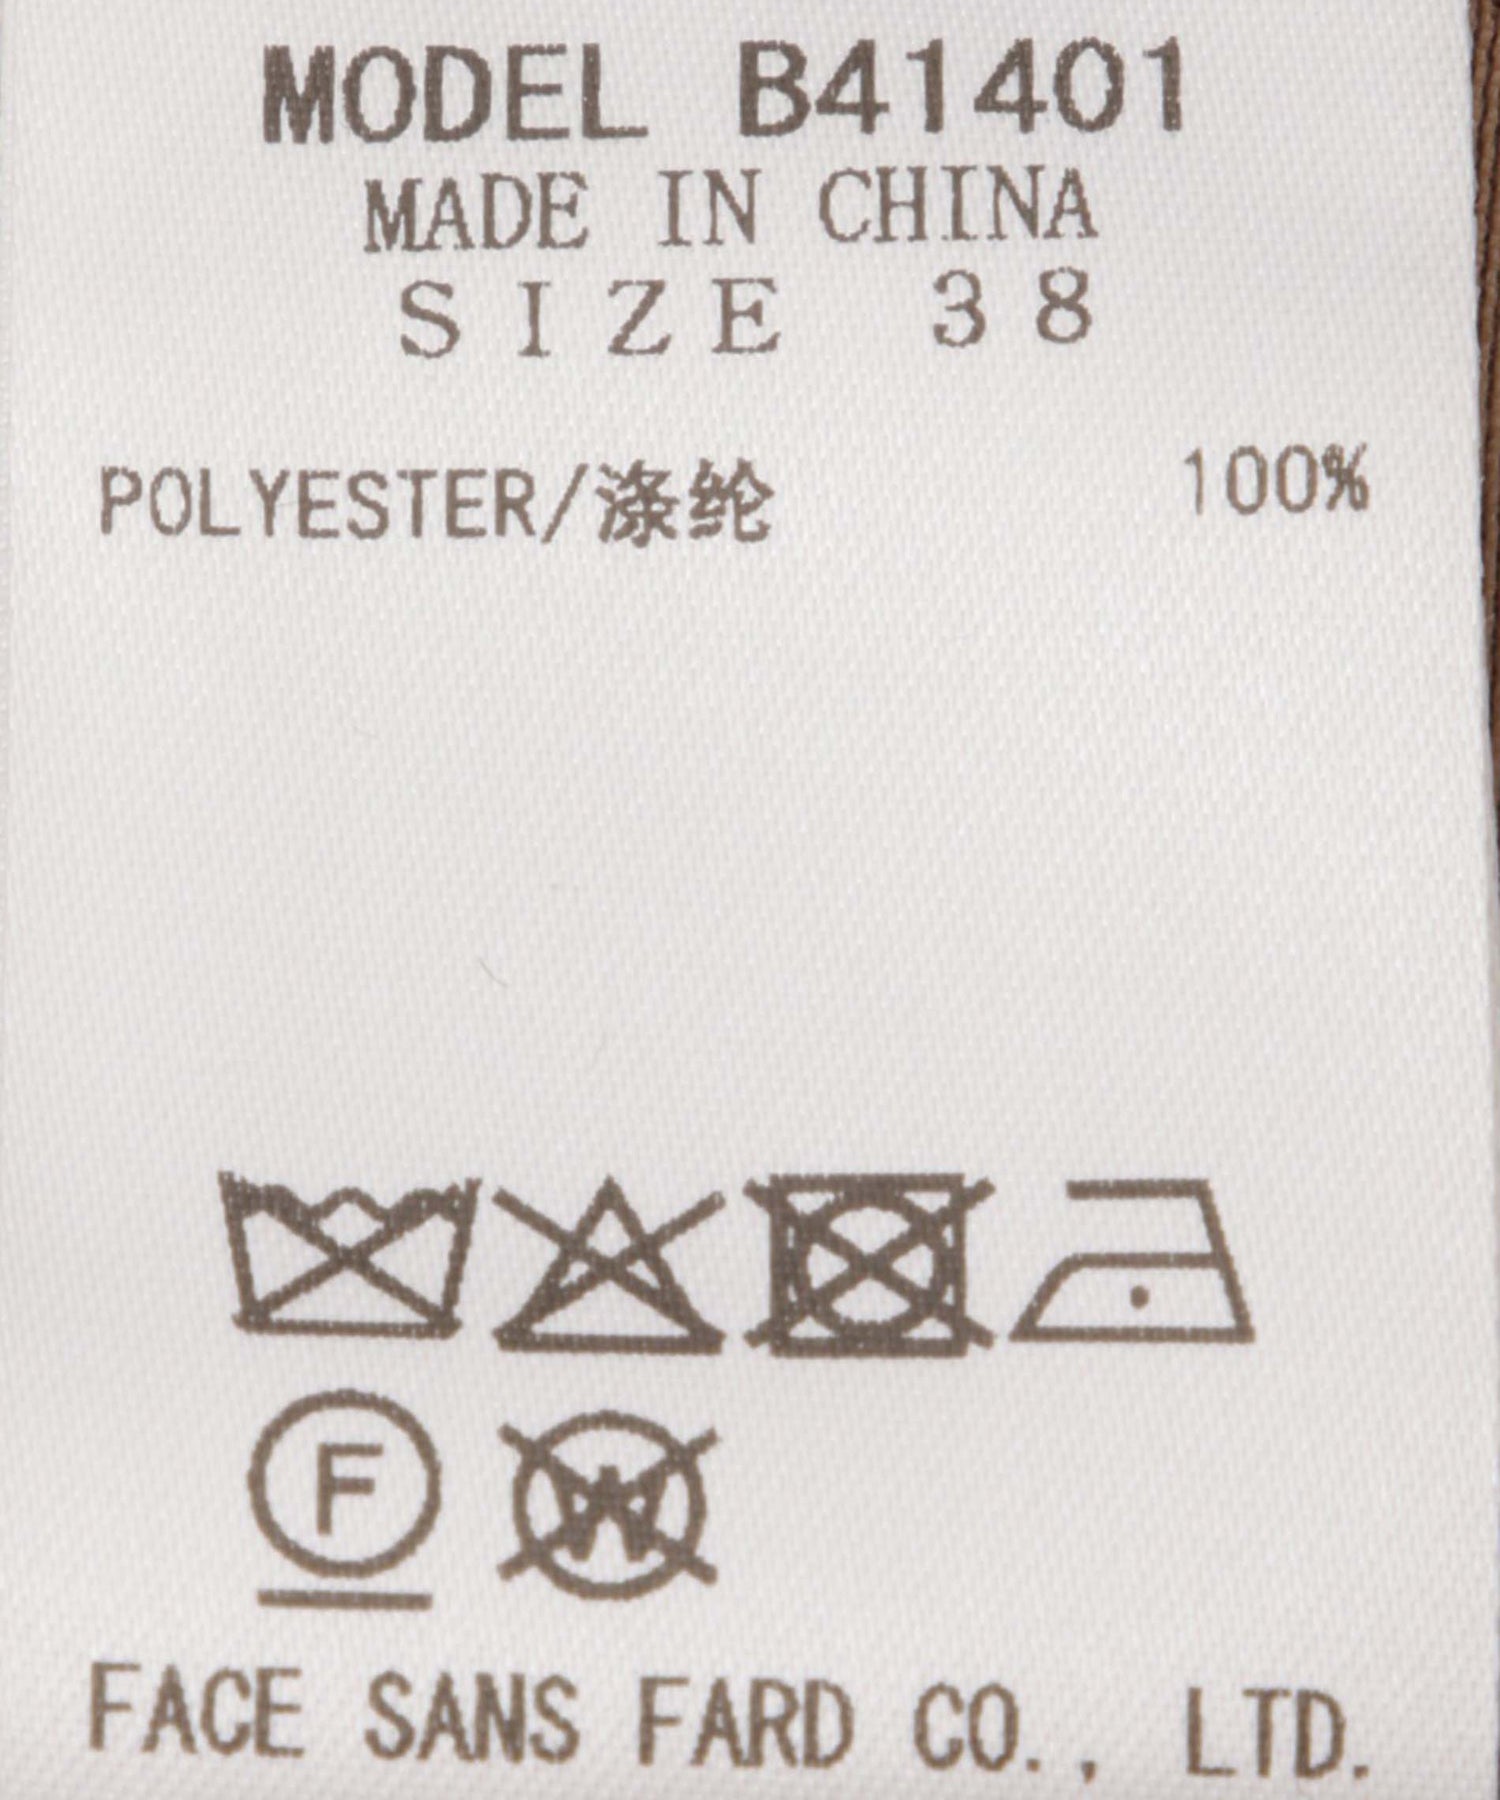 MODEL B41401
MADE IN CHINA
SIZE 38
POLYESTER/涤纶 100%
F
W
FACE SANS FARD CO., LTD.